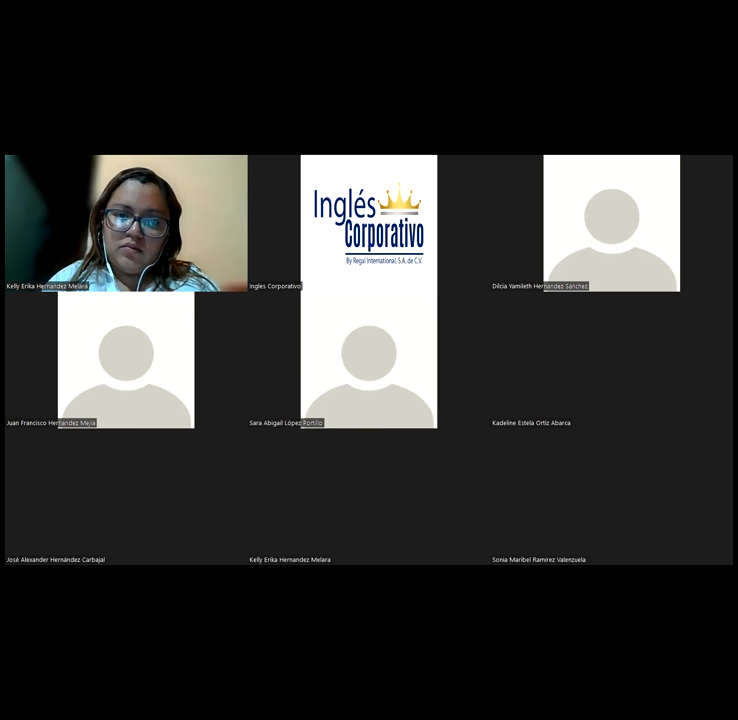 Inglés
Corporativo
By Regal International, S.A. de C.V.
Kelly Erika Hernández Melara
Ingles Corporativo
Dilcia Yamileth Hernández Sánchez
Juan Francisco Hernandez Mejia
Sara Abigail López Portillo
Kadeline Estela Ortiz Abarca
José Alexander Hernández Carbajal
Kelly Erika Hernandez Melara
Sonia Maribel Ramirez Valenzuela